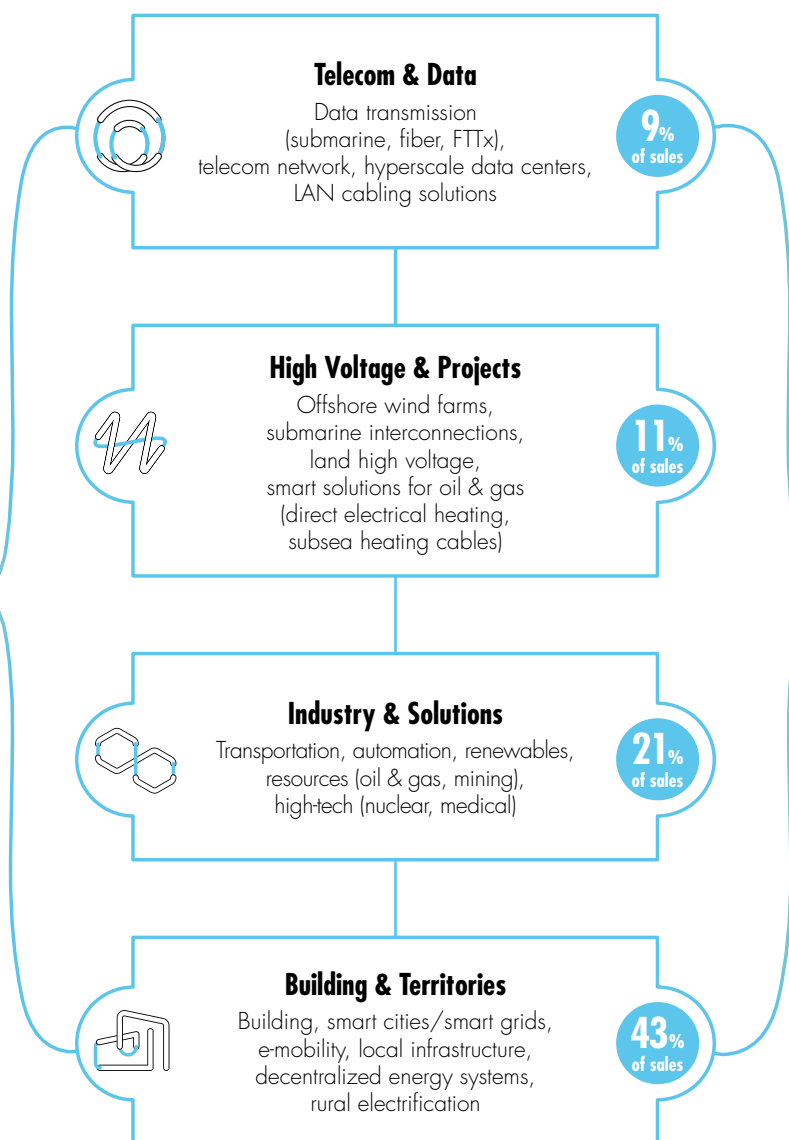 Telecom & Data
Data transmission
(submarine, fiber, FTTx),
telecom network, hyperscale data centers,
LAN cabling solutions
9%
of sales
High Voltage & Projects
Offshore wind farms,
submarine interconnections,
land high voltage,
smart solutions for oil & gas
(direct electrical heating,
subsea heating cables)
11%
of sales
Industry & Solutions
Transportation, automation, renewables,
resources (oil & gas, mining),
high-tech (nuclear, medical)
21%
of sales
Building & Territories
Building, smart cities/smart grids,
e-mobility, local infrastructure,
decentralized energy systems,
rural electrification
43%
of sales